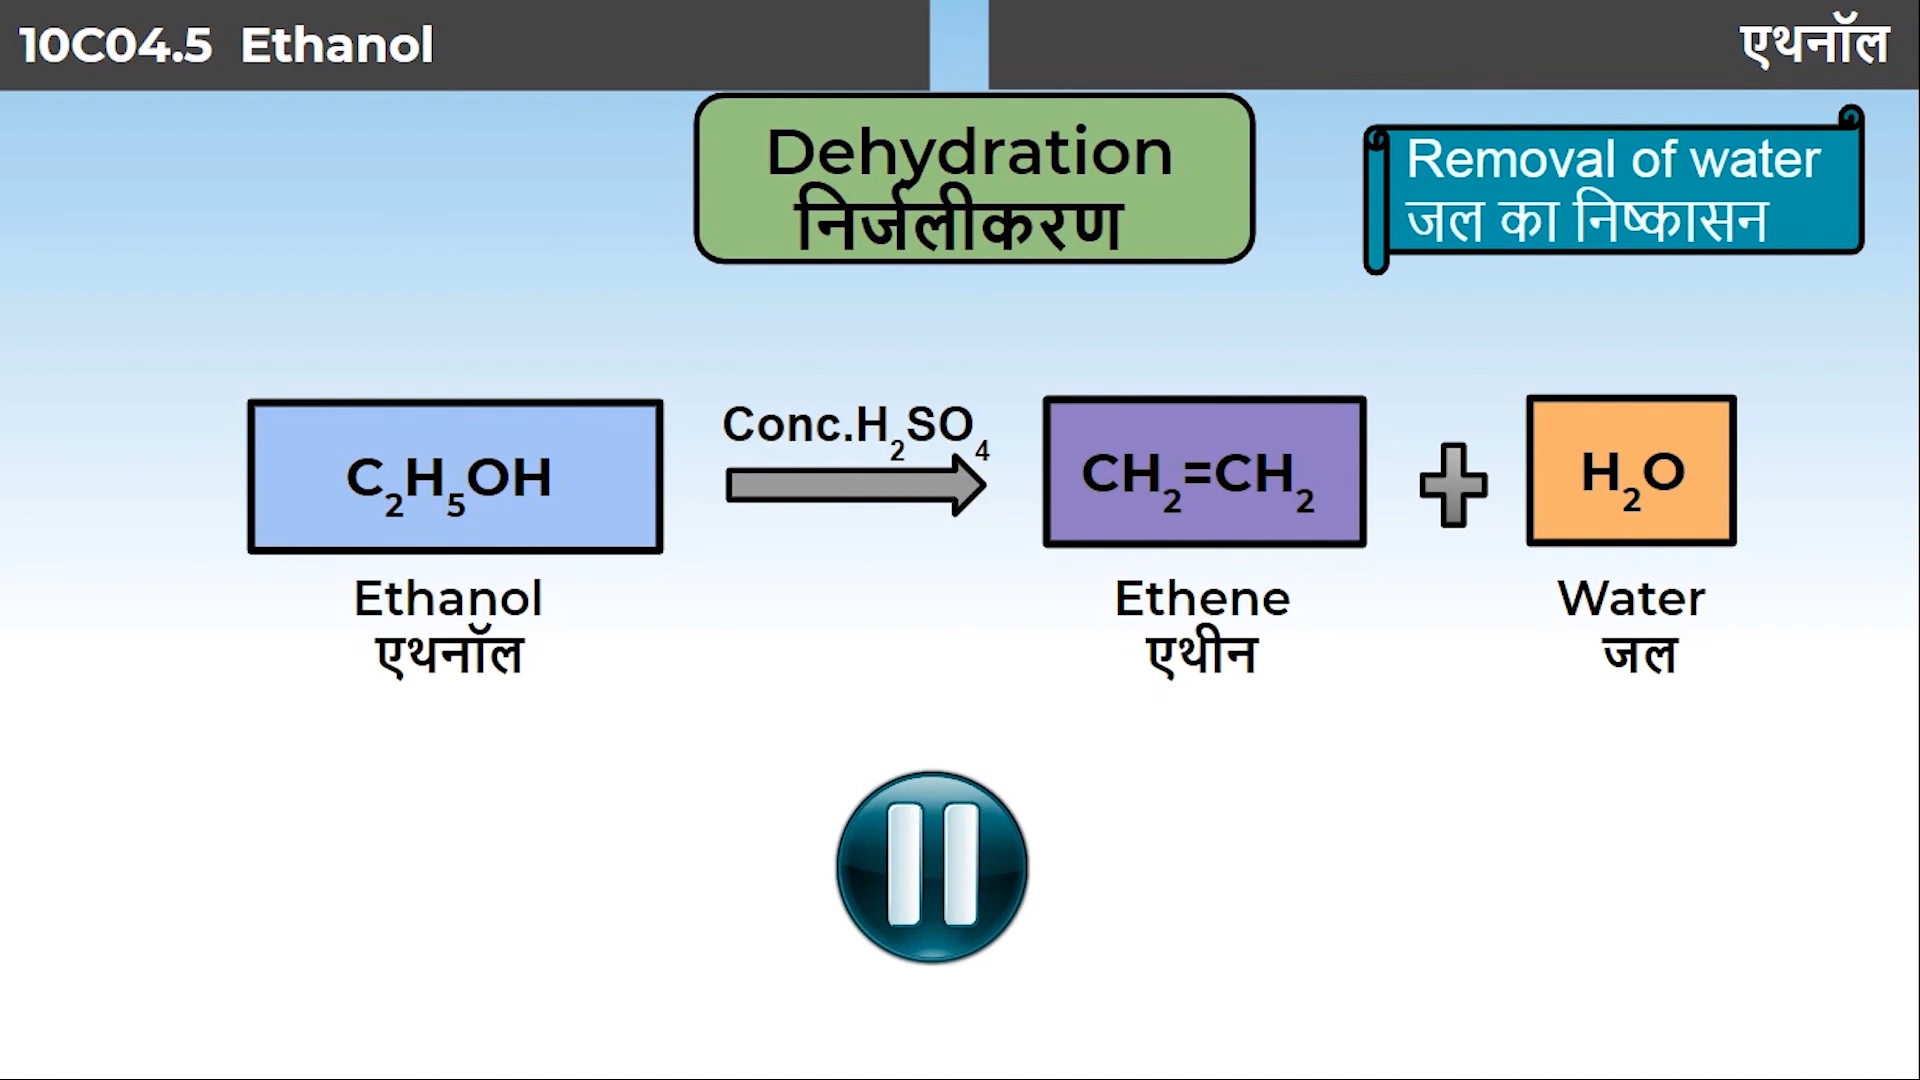 10C04.5 Ethanol
एथनॉल
Dehydration
निर्जलीकरण
Removal of water
जल का निष्कासन
C₂H₅OH
Conc.H₂SO₄
CH₂=CH₂
H₂O
Ethanol
एथनॉल
Ethene
एथीन
Water
जल